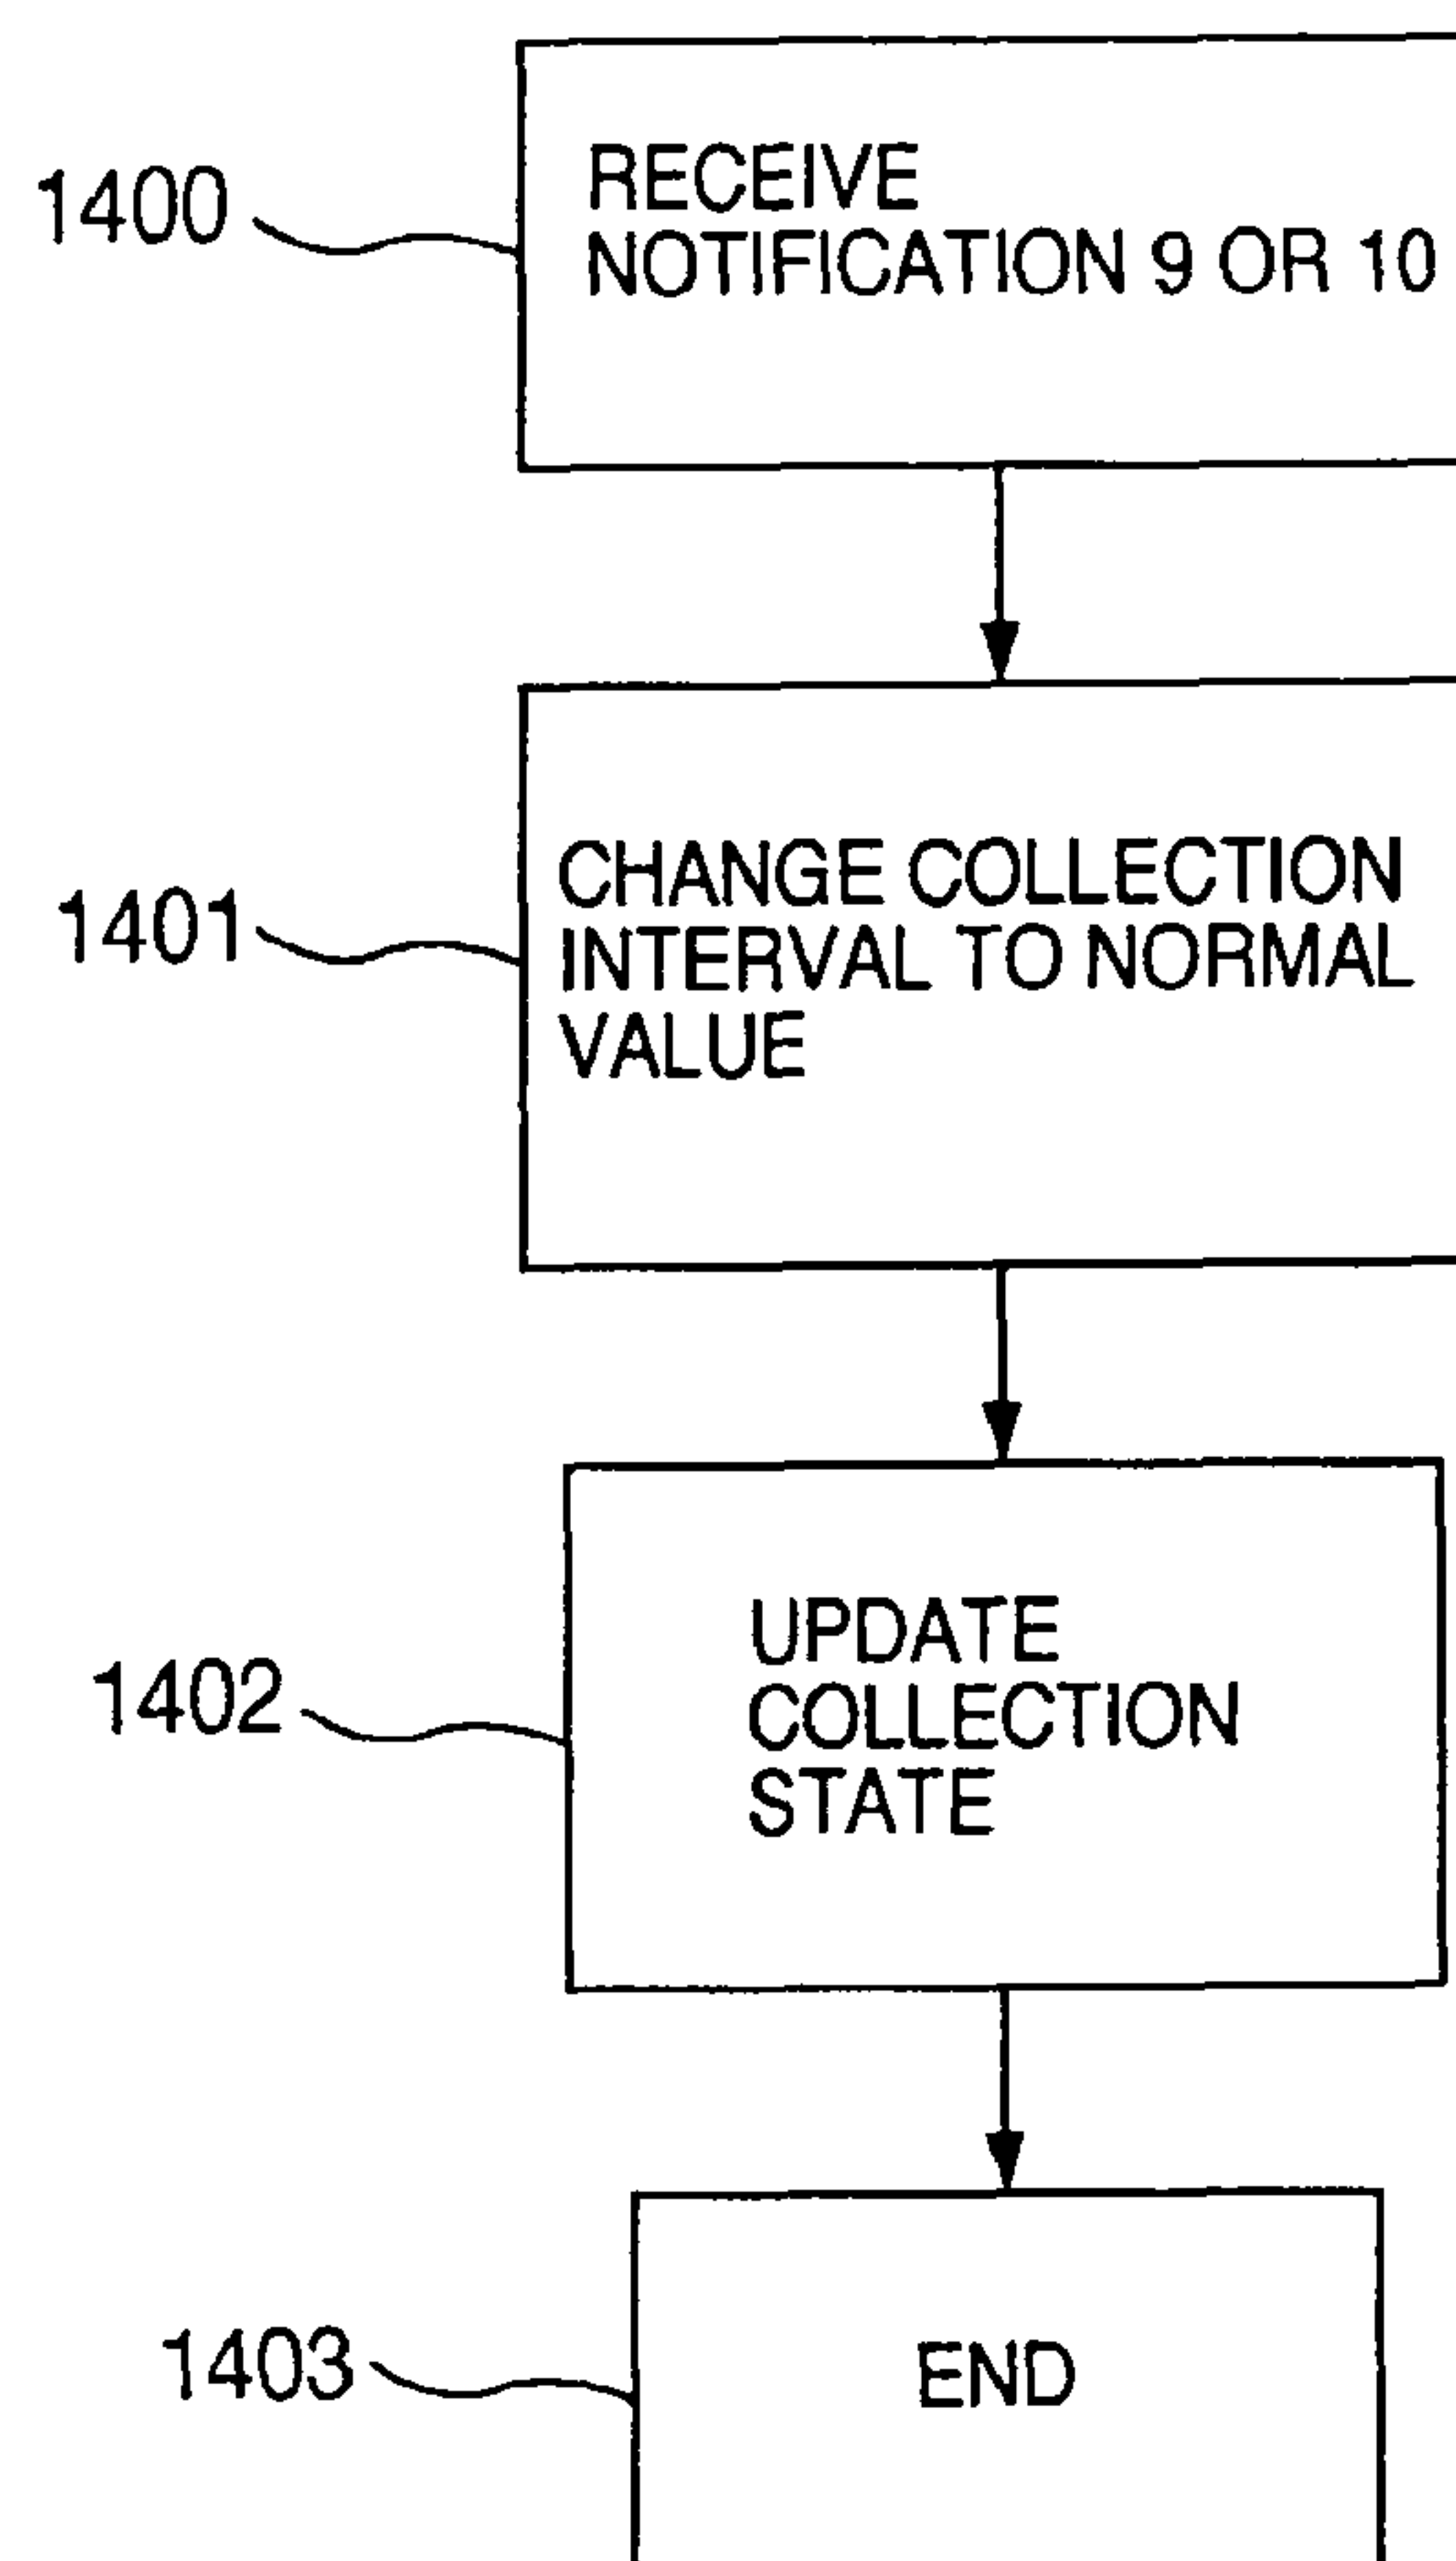 1400
RECEIVE
NOTIFICATION 9 OR 10
1401
CHANGE COLLECTION
INTERVAL TO NORMAL
VALUE
1402
UPDATE
COLLECTION
STATE
1403
END